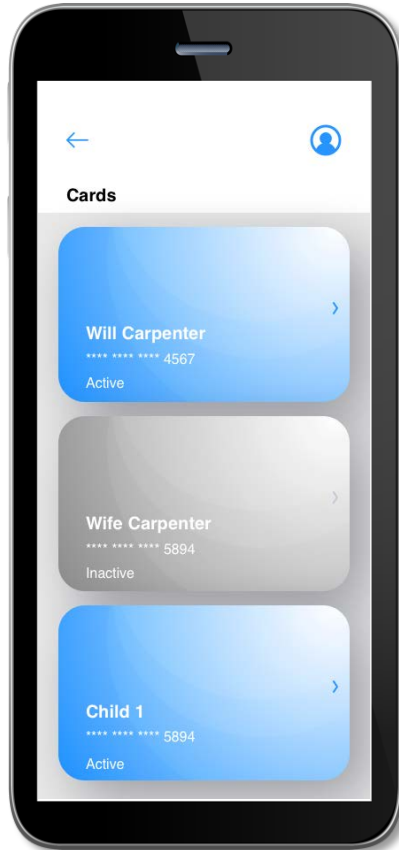 Cards
Will Carpenter
**** **** **** 4567
Active
Wife Carpenter
**** **** **** 5894
Inactive
Child 1
**** **** **** 5894
Active